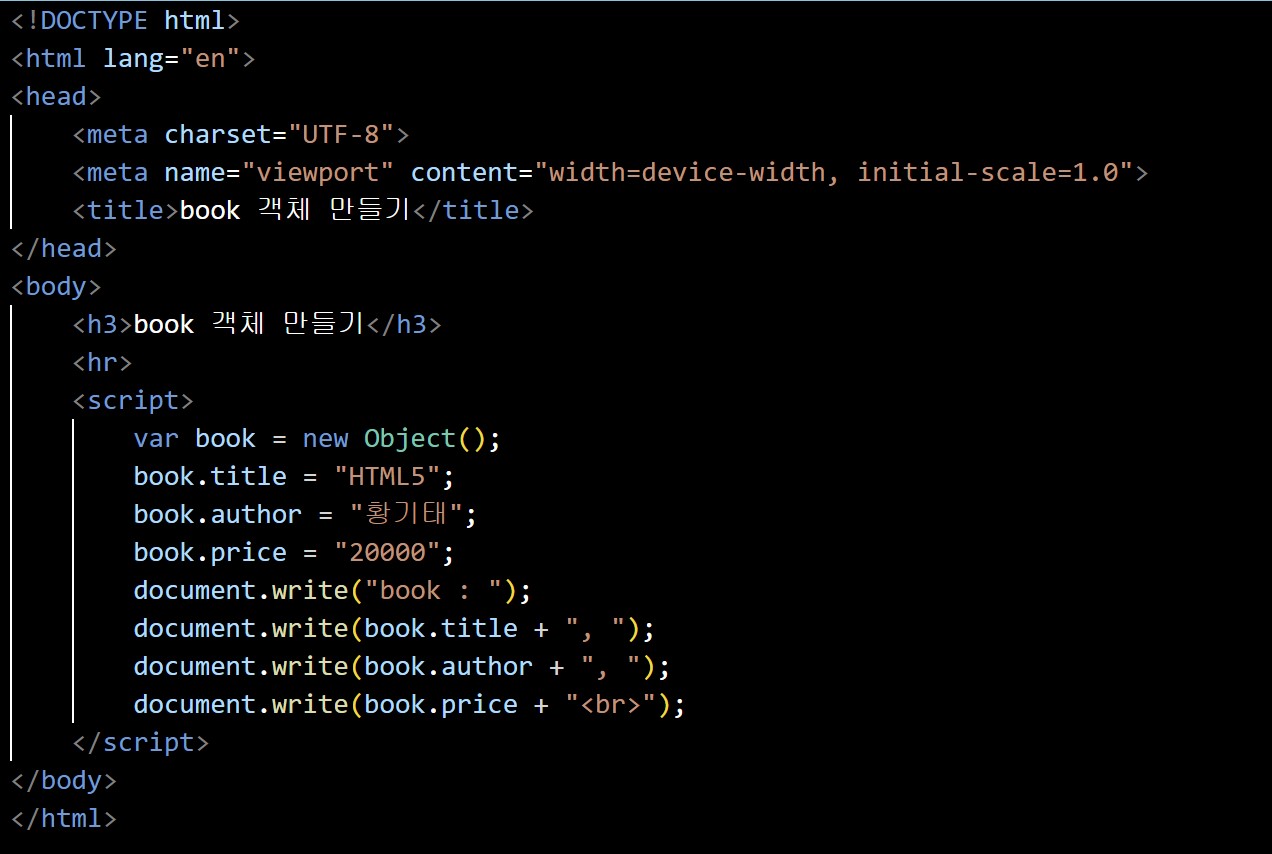 <!DOCTYPE html>
<html lang="en">
<head>
    <meta charset="UTF-8">
    <meta name="viewport" content="width=device-width, initial-scale=1.0">
    <title>book 객체 만들기</title>
</head>
<body>
    <h3>book 객체 만들기</h3>
    <hr>
    <script>
        var book = new Object();
        book.title = "HTML5";
        book.author = "황기태";
        book.price = "20000";
        document.write("book : ");
        document.write(book.title + ", ");
        document.write(book.author + ", ");
        document.write(book.price + "<br>");
    </script>
</body>
</html>